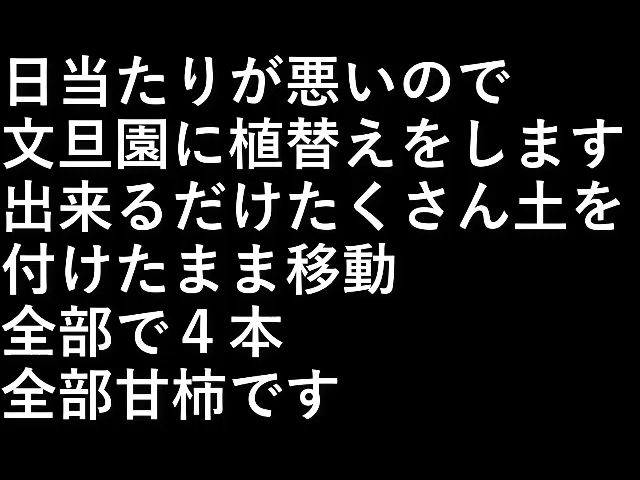 日当たりが悪いので
文旦園に植替えをします
出来るだけたくさん土を
付けたまま移動
全部で４本
全部甘柿です